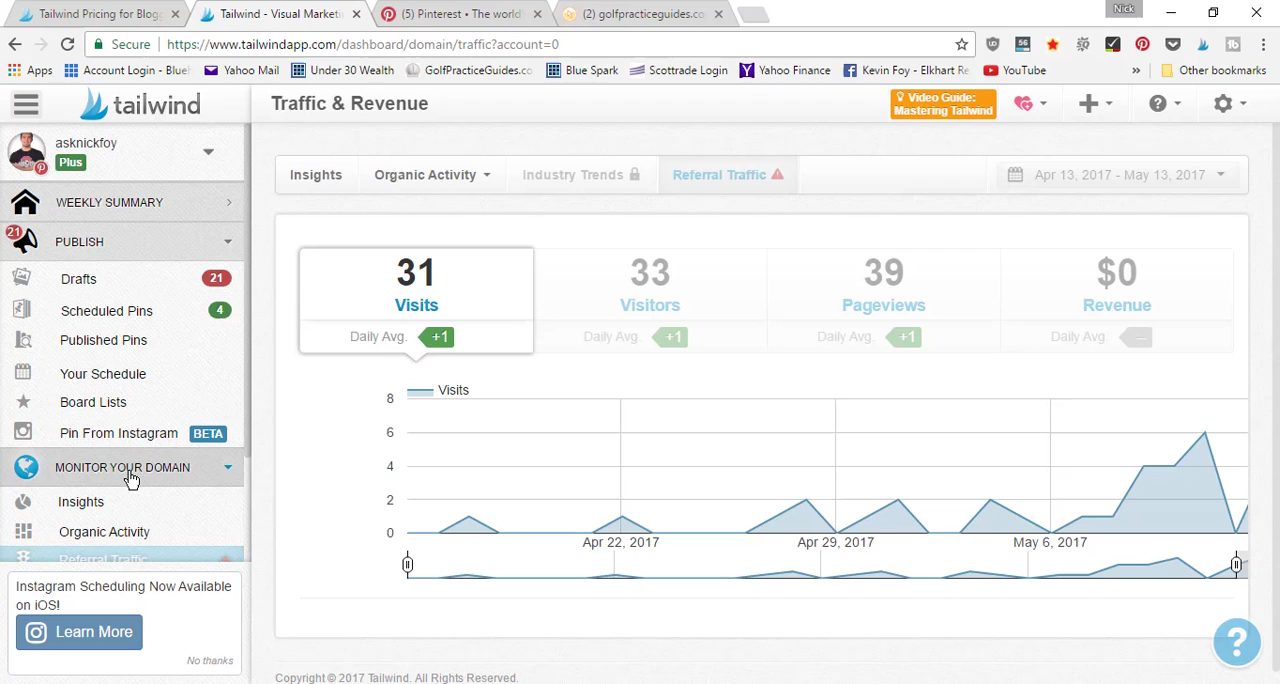 Tailwind Pricing for Blog
Tailwind - Visual Marketi
(5) Pinterest • The world'
(2) golfpracticeguides.co
Nick
Secure
https://www.tailwindapp.com/dashboard/domain/traffic?account=0
56
Apps
Account Login - Blueh
Yahoo Mail
Under 30 Wealth
GolfPracticeGuides.co
Blue Spark
Scottrade Login
Yahoo Finance
Kevin Foy - Elkhart Re
YouTube
»
Other bookmarks
tailwind
Traffic & Revenue
Video Guide:
Mastering Tailwind
asknickfoy
Plus
WEEKLY SUMMARY
21
PUBLISH
Drafts
21
Scheduled Pins
4
Published Pins
Your Schedule
Board Lists
Pin From Instagram
BETA
MONITOR YOUR DOMAIN
Insights
Organic Activity
Referral Traffic
Instagram Scheduling Now Available
on iOS!
Learn More
No thanks
Insights
Organic Activity
Industry Trends
Referral Traffic
Apr 13, 2017 - May 13, 2017
31
Visits
Daily Avg.
+1
33
Visitors
Daily Avg.
+1
39
Pageviews
Daily Avg.
+1
$0
Revenue
Daily Avg
Visits
8
6
4
2
0
Apr 22, 2017
Apr 29, 2017
May 6, 2017
?
Copyright © 2017 Tailwind. All Rights Reserved.